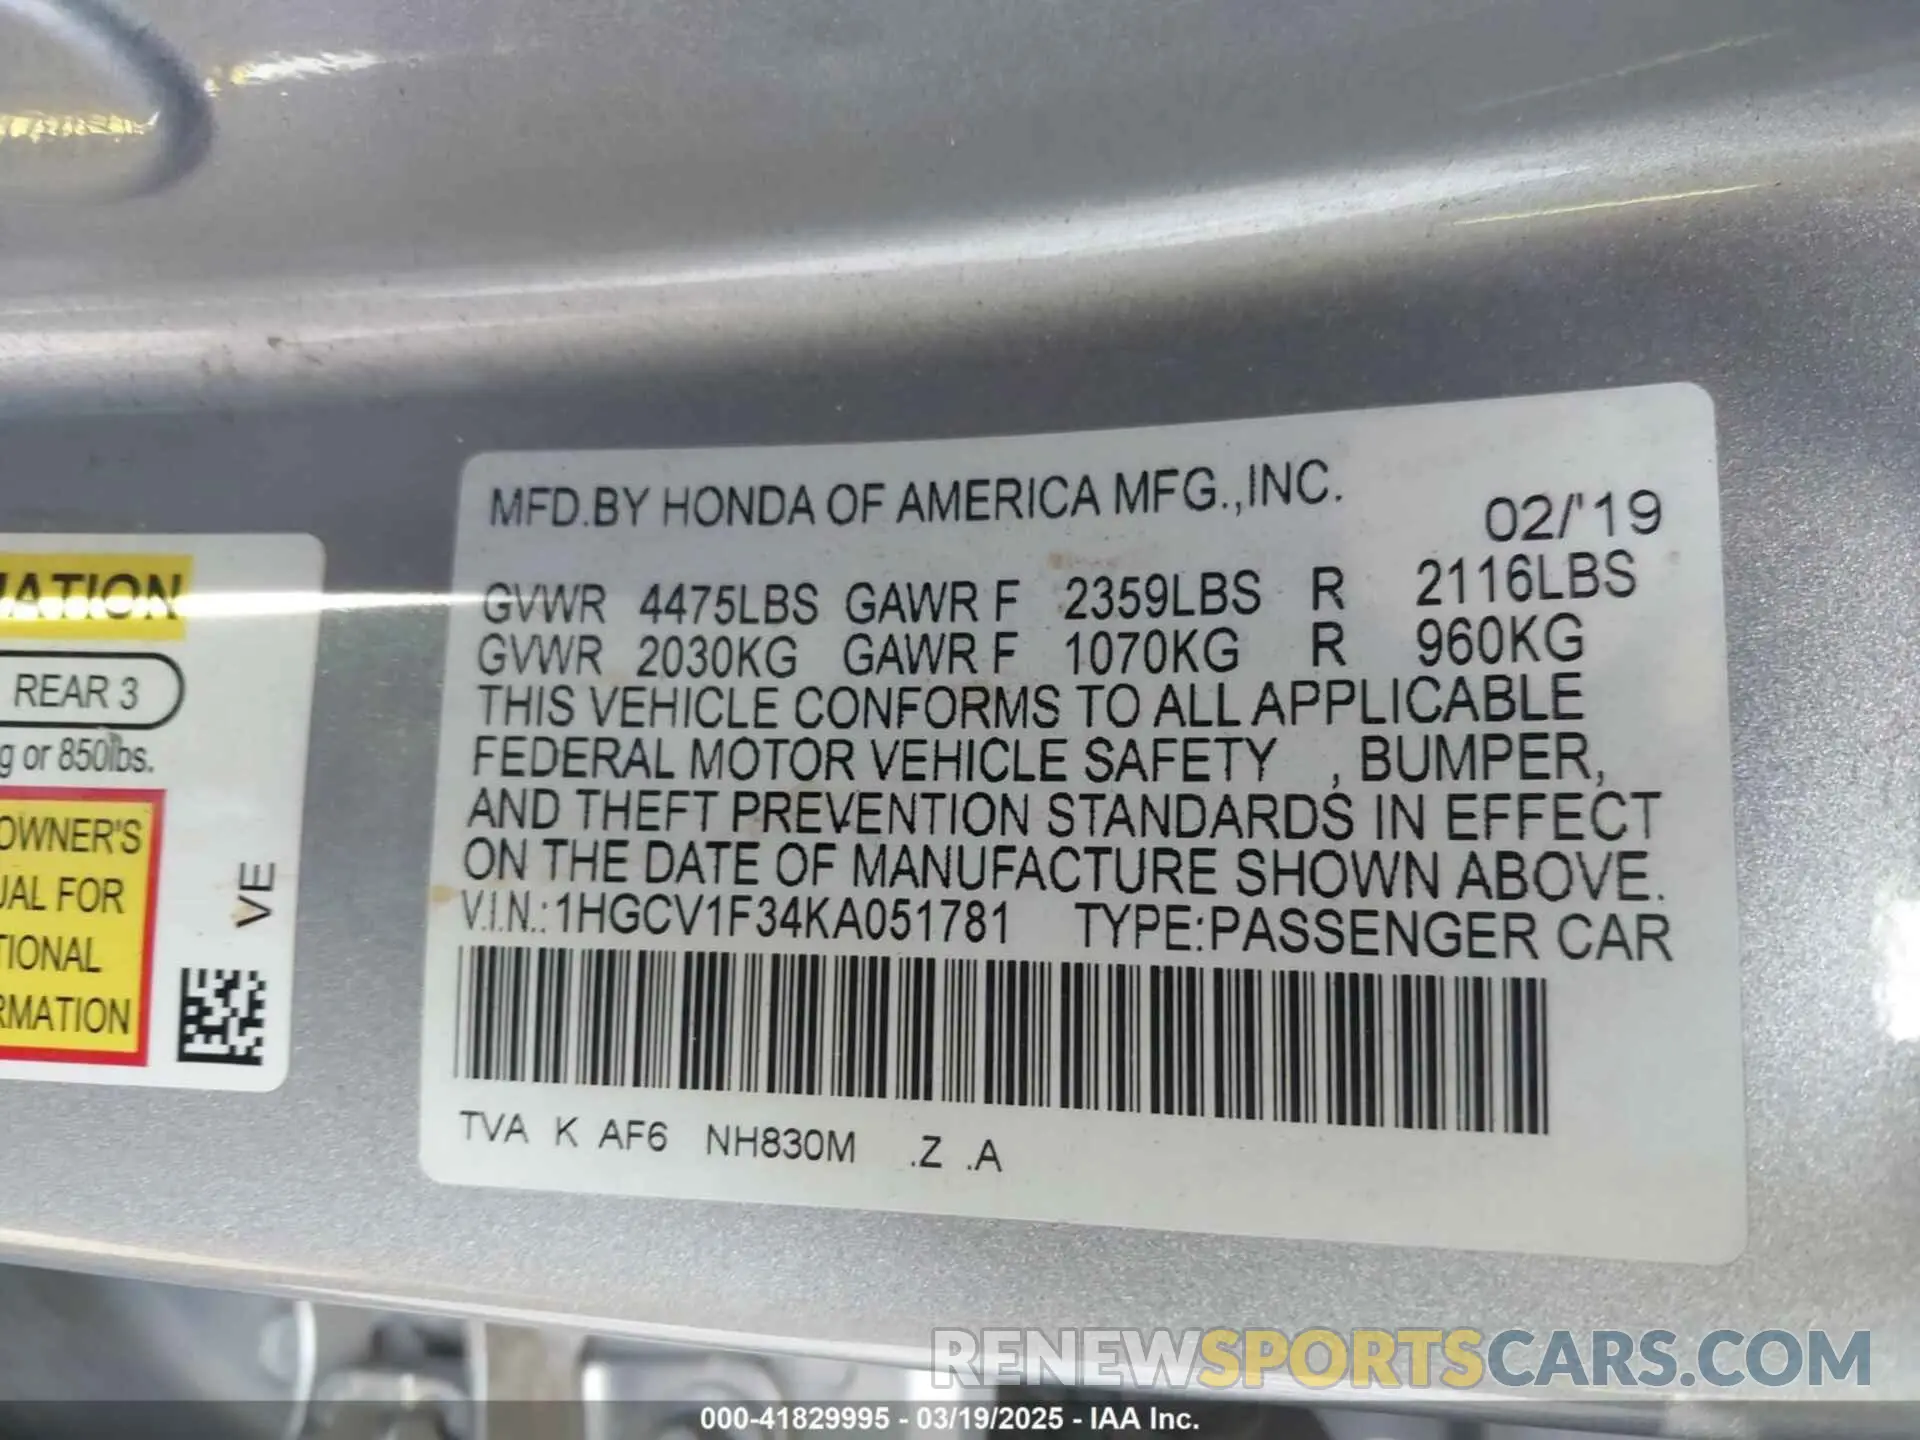 MATION
REAR 3
g or 850lbs.
OWNER'S
UAL FOR
TIONAL
RMATION
VE
MFD.BY HONDA OF AMERICA MFG.,INC.
02/'19
GVWR 4475LBS GAWR F 2359LBS R 2116LBS
GVWR 2030KG GAWR F 1070KG R 960KG
THIS VEHICLE CONFORMS TO ALL APPLICABLE
FEDERAL MOTOR VEHICLE SAFETY , BUMPER,
AND THEFT PREVENTION STANDARDS IN EFFECT
ON THE DATE OF MANUFACTURE SHOWN ABOVE.
V.I.N.:1HGCV1F34KA051781 TYPE:PASSENGER CAR
TVA K AF6 NH830M .Z .A
RENEWSPORTSCARS.COM
000-41829995 - 03/19/2025 - IAA Inc.